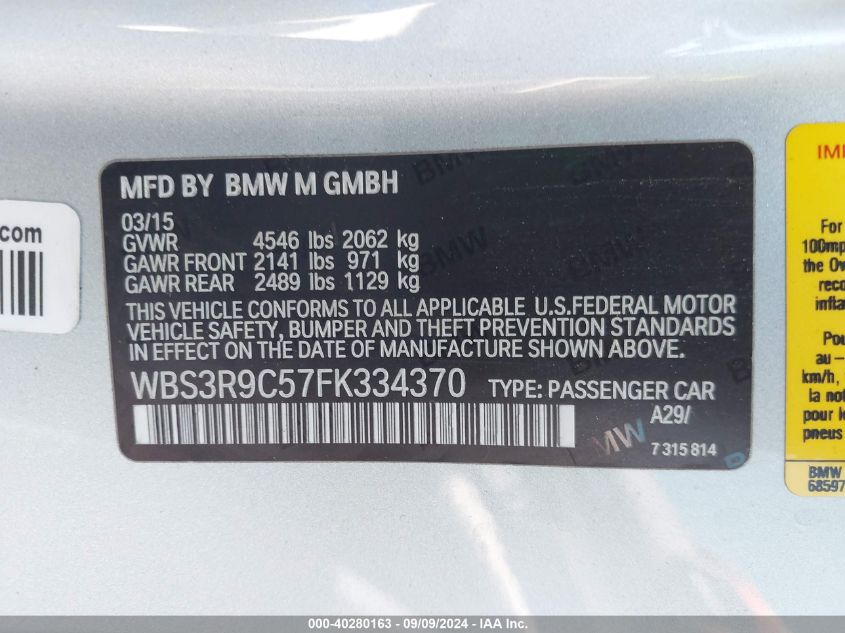 MFD BY BMW M GMBH
03/15
GVWR 4546 lbs 2062 kg
GAWR FRONT 2141 lbs 971 kg
GAWR REAR 2489 lbs 1129 kg
THIS VEHICLE CONFORMS TO ALL APPLICABLE U.S.FEDERAL MOTOR
VEHICLE SAFETY, BUMPER AND THEFT PREVENTION STANDARDS
IN EFFECT ON THE DATE OF MANUFACTURE SHOWN ABOVE.
WBS3R9C57FK334370 TYPE: PASSENGER CAR
A29/
7 315 814
.com
For
100mp
the Ov
reco
infla
Pou
au –
km/h,
la not
pour le
pneus
BMW
68597
000-40280163 - 09/09/2024 - IAA Inc.